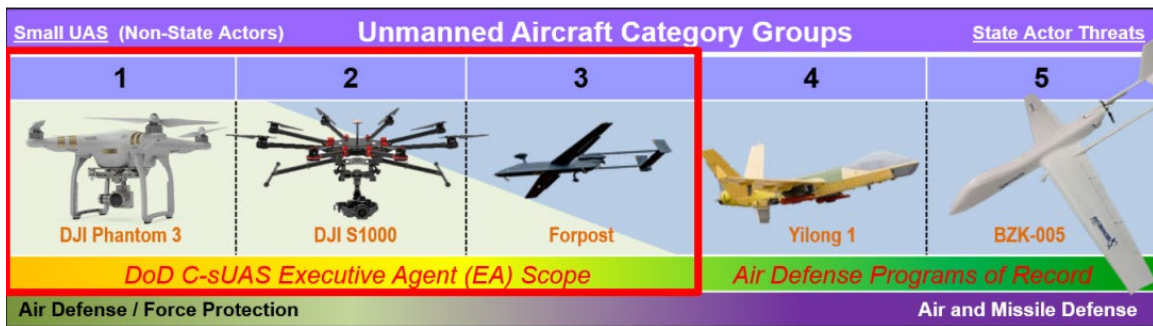 Small UAS (Non-State Actors) Unmanned Aircraft Category Groups State Actor Threats
1 2 3 4 5
DJI Phantom 3 DJI S1000 Forpost Yilong 1 BZK-005
DoD C-sUAS Executive Agent (EA) Scope Air Defense Programs of Record
Air Defense / Force Protection Air and Missile Defense